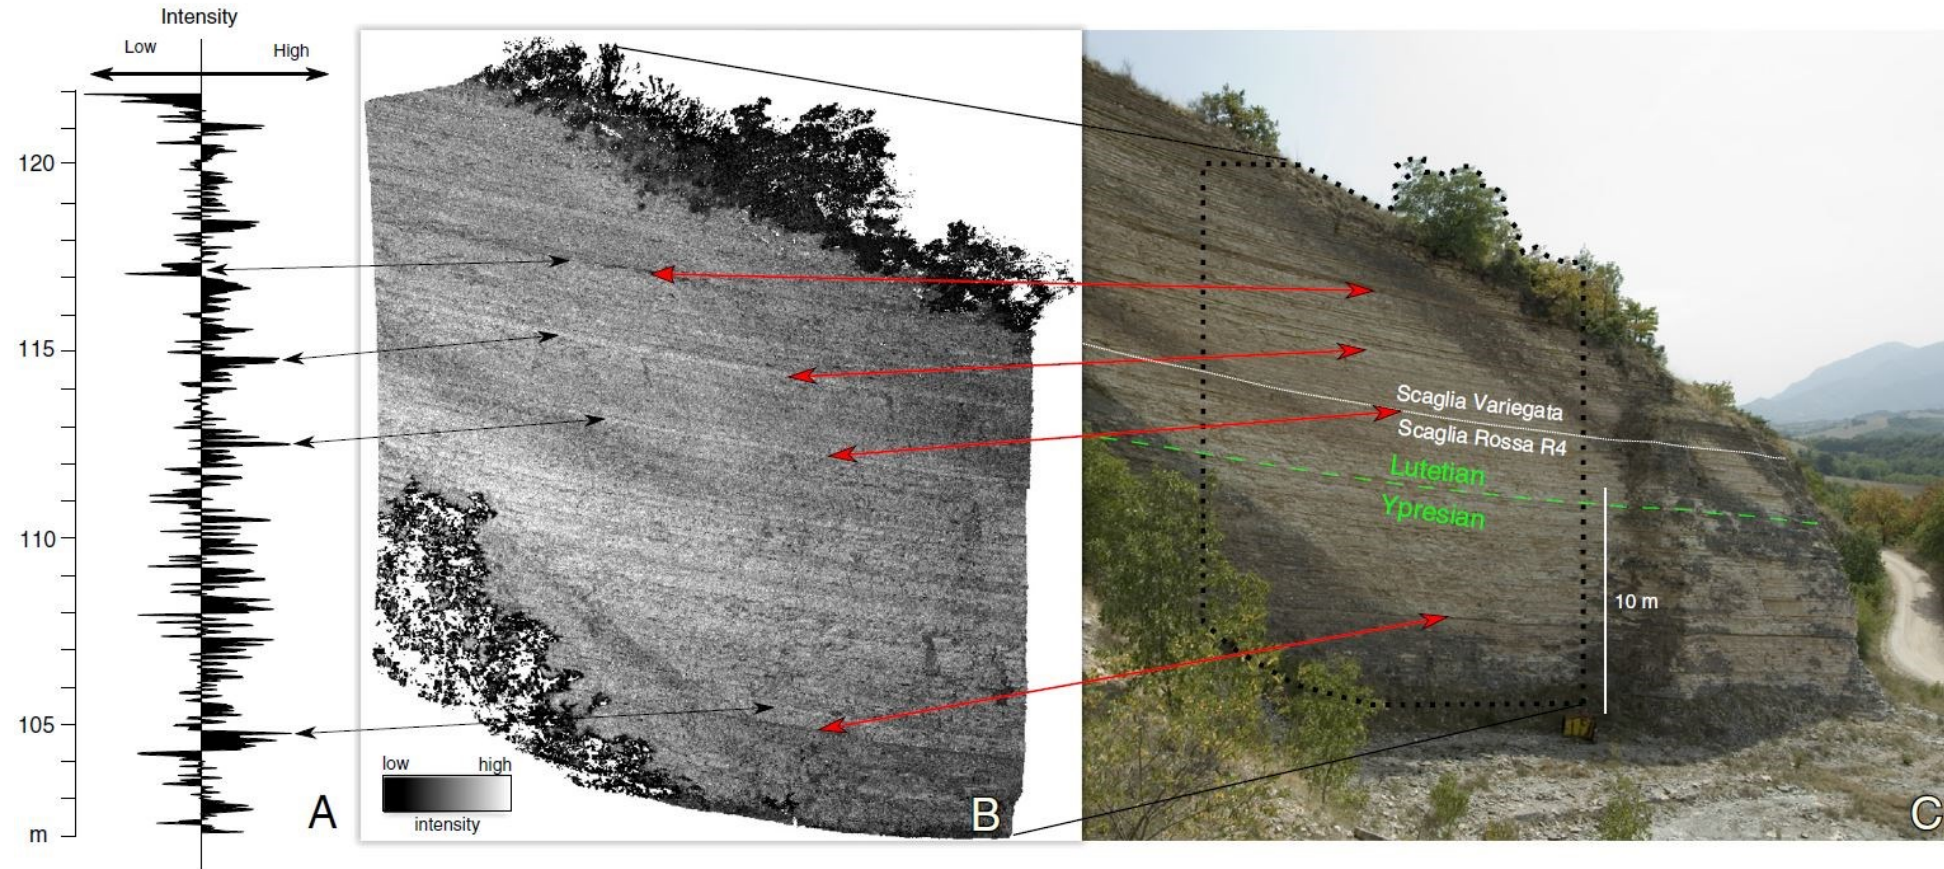 Intensity
Low
High
120
115
110
105
m
A
low
high
intensity
B
Scaglia Variegata
Scaglia Rossa R4
Lutetian
Ypresian
10 m
C